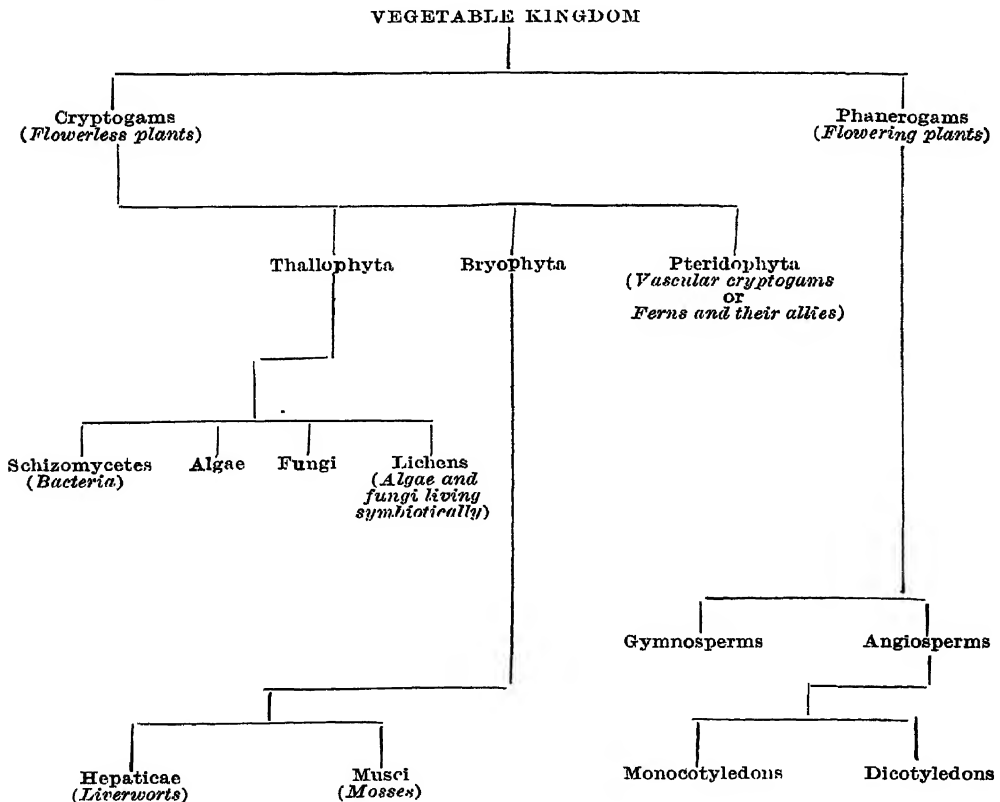 VEGETABLE KINGDOM
Cryptogams
(Flowerless plants)
Phanerogams
(Flowering plants)
Thallophyta
Bryophyta
Pteridophyta
(Vascular cryptogams
or
Ferns and their allies)
Schizomycetes
(Bacteria)
Algae
Fungi
Lichens
(Algae and
fungi living
symbiotically)
Gymnosperms
Angiosperms
Hepaticae
(Liverworts)
Musci
(Mosses)
Monocotyledons
Dicotyledons